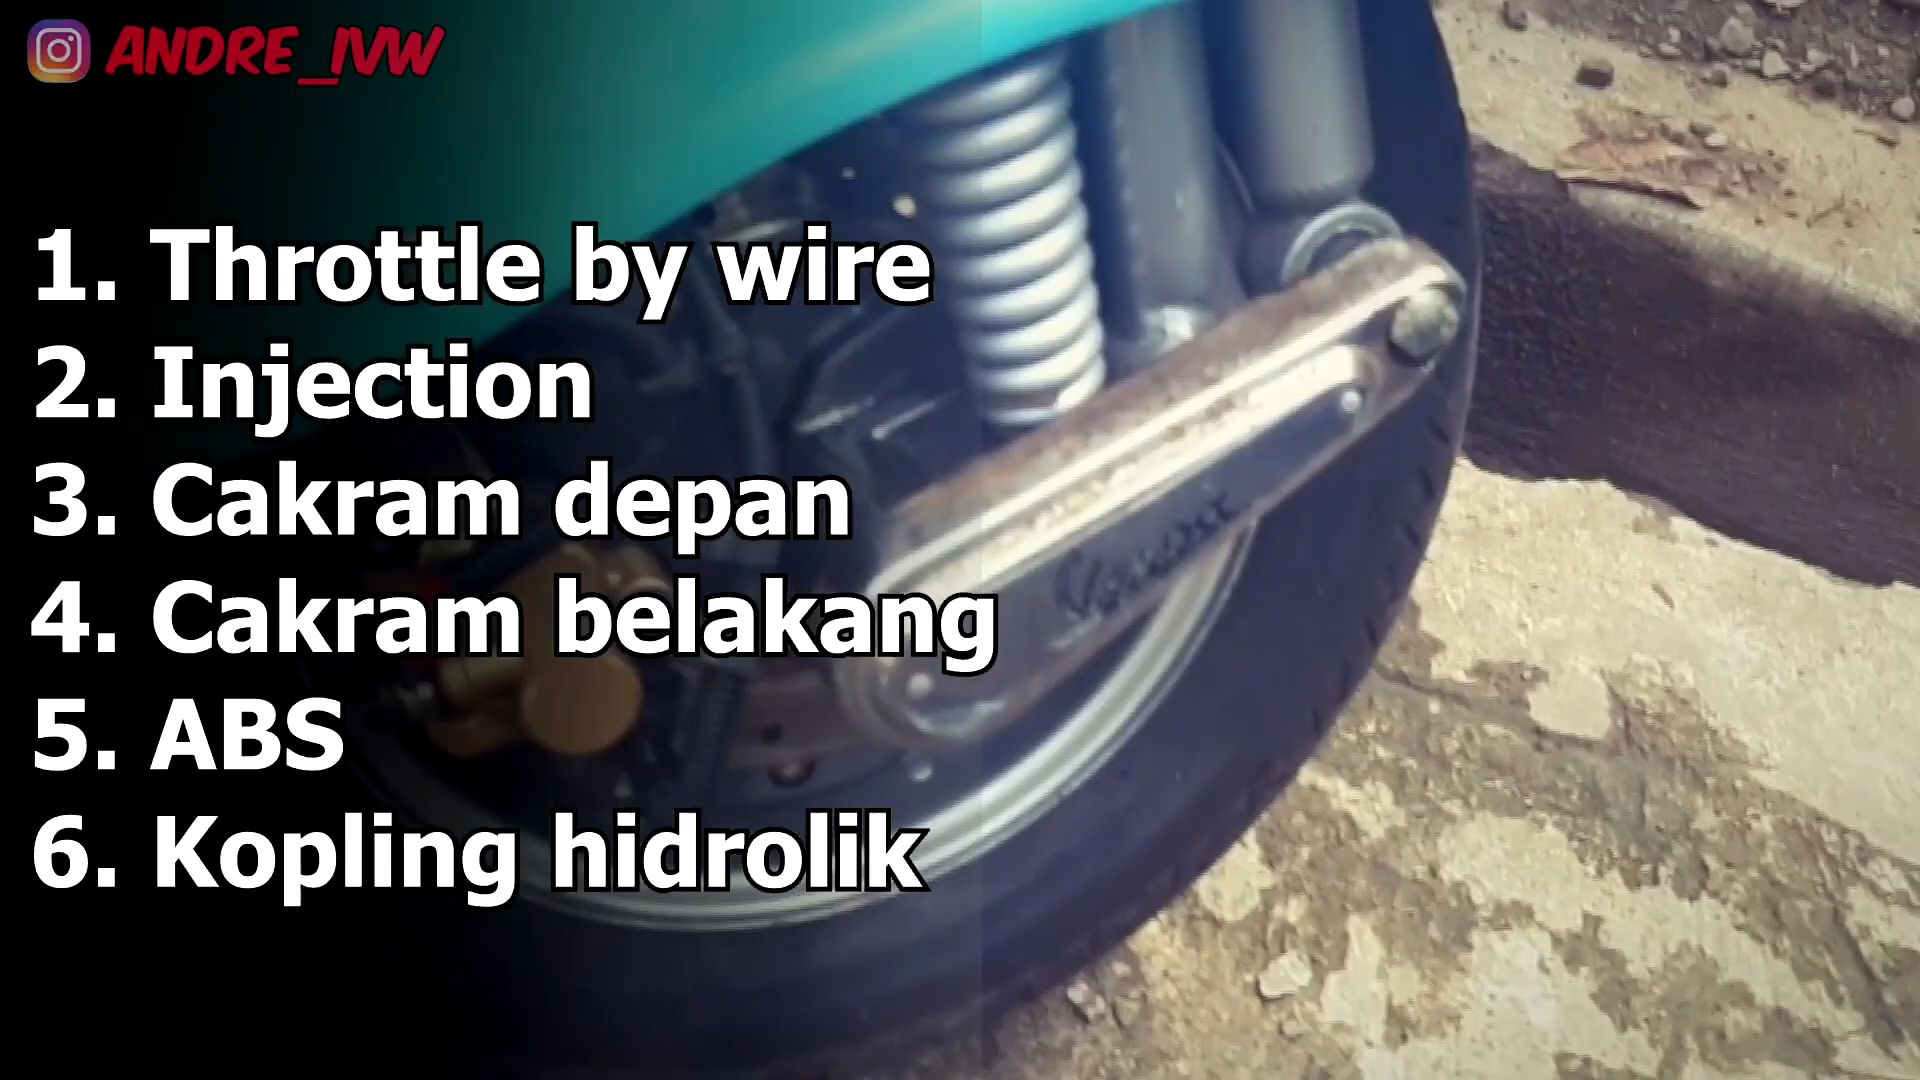 ANDRE_IVW
1. Throttle by wire
2. Injection
3. Cakram depan
4. Cakram belakang
5. ABS
6. Kopling hidrolik